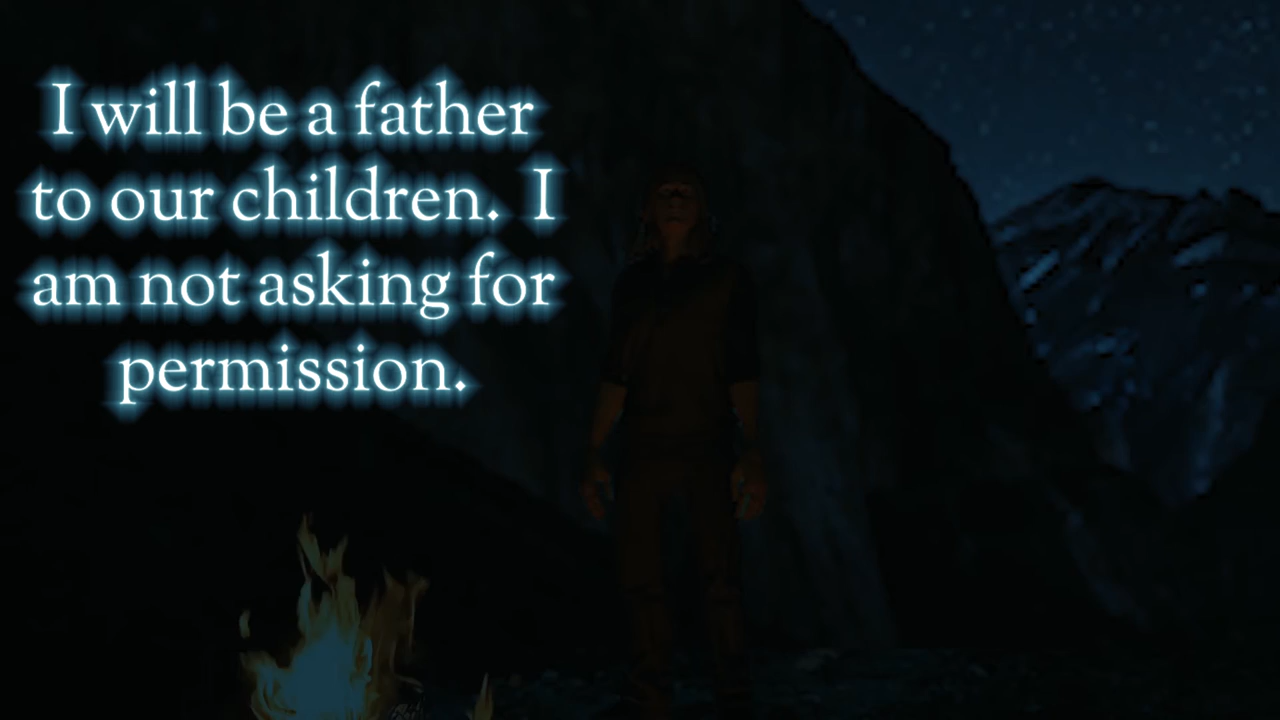 I will be a father
to our children.  I
am not asking for
permission.